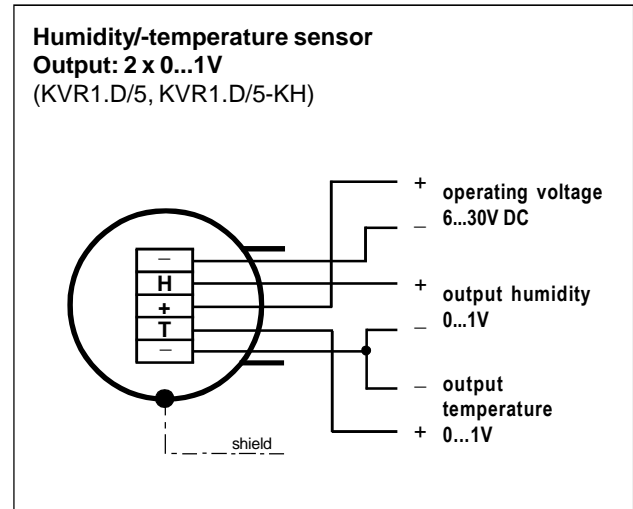 Humidity/-temperature sensor
Output: 2 x 0...1V
(KVR1.D/5, KVR1.D/5-KH)
–
H
+
T
–
+
operating voltage
– 6...30V DC
+
output humidity
– 0...1V
– output
temperature
+ 0...1V
shield